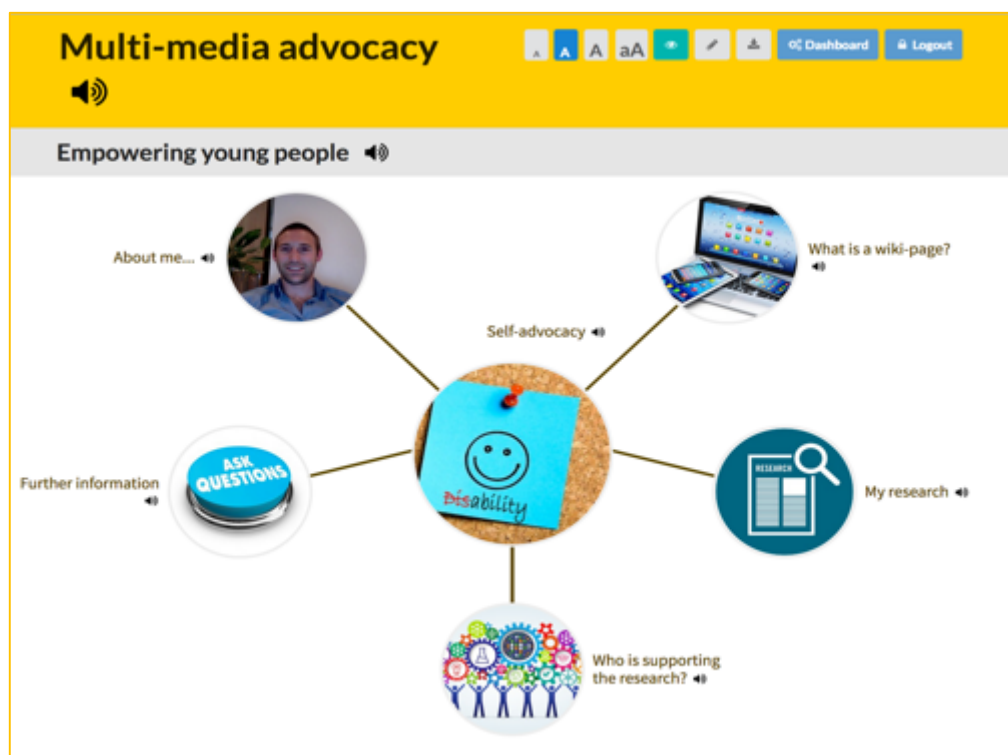 Multi-media advocacy
A A A aA Dashboard Logout
Empowering young people
About me...
What is a wiki-page?
Self-advocacy
Disability
ASK
QUESTIONS
Further information
RESEARCH
My research
Who is supporting
the research?